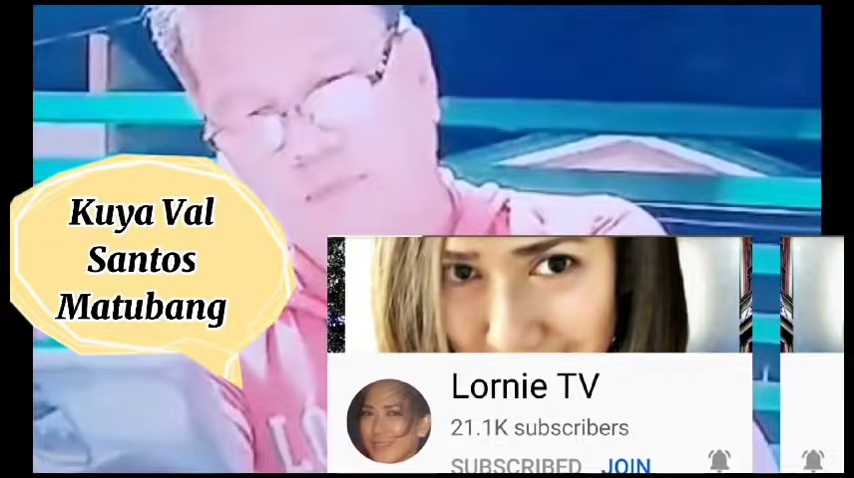 Kuya Val
Santos
Matubang
Lornie TV
21.1K subscribers
SUBSCRIBED JOIN